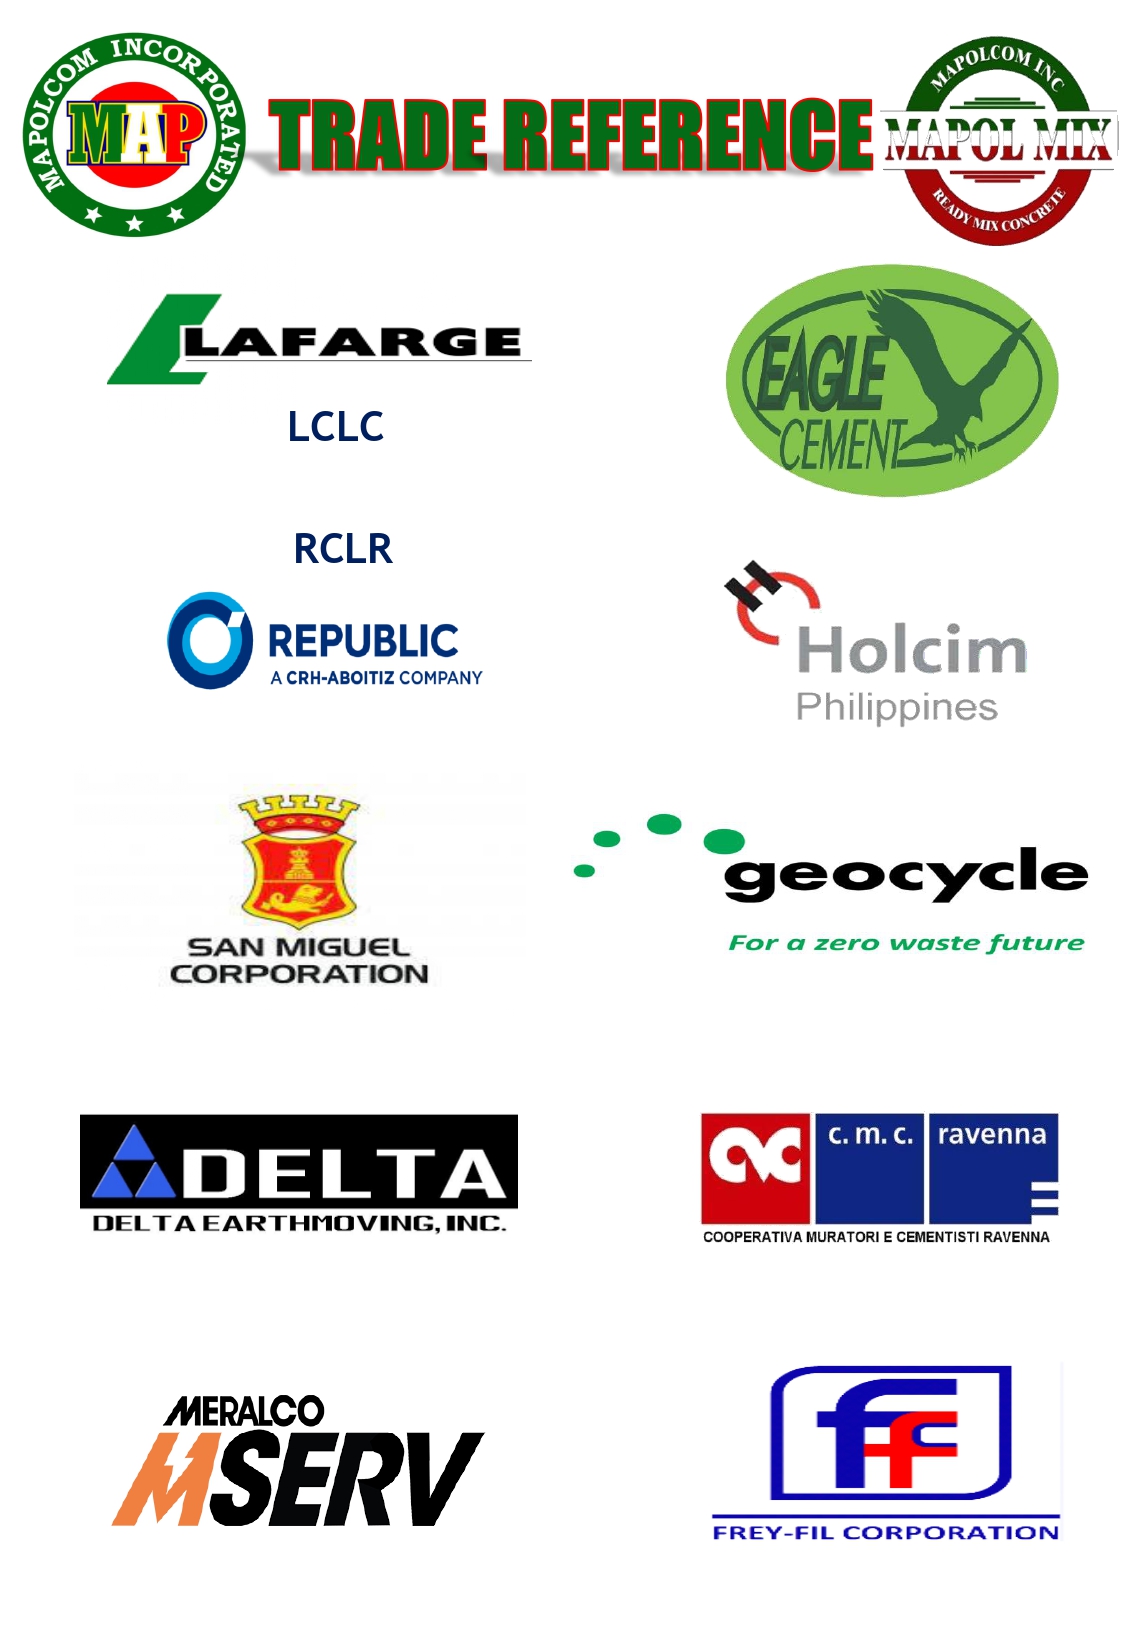 MAPOLCOM INCORPORATED
MAP
TRADE REFERENCE
MAPOLCOM INC
MAPOL MIX
READY MIX CONCRETE
LAFARGE
LCLC
EAGLE
CEMENT
RCLR
REPUBLIC
A CRH-ABOITIZ COMPANY
Holcim
Philippines
SAN MIGUEL
CORPORATION
geocycle
For a zero waste future
DELTA
DELTA EARTHMOVING, INC.
c. m. c. ravenna
COOPERATIVA MURATORI E CEMENTISTI RAVENNA
MERALCO
MSERV
FFC
FREY-FIL CORPORATION